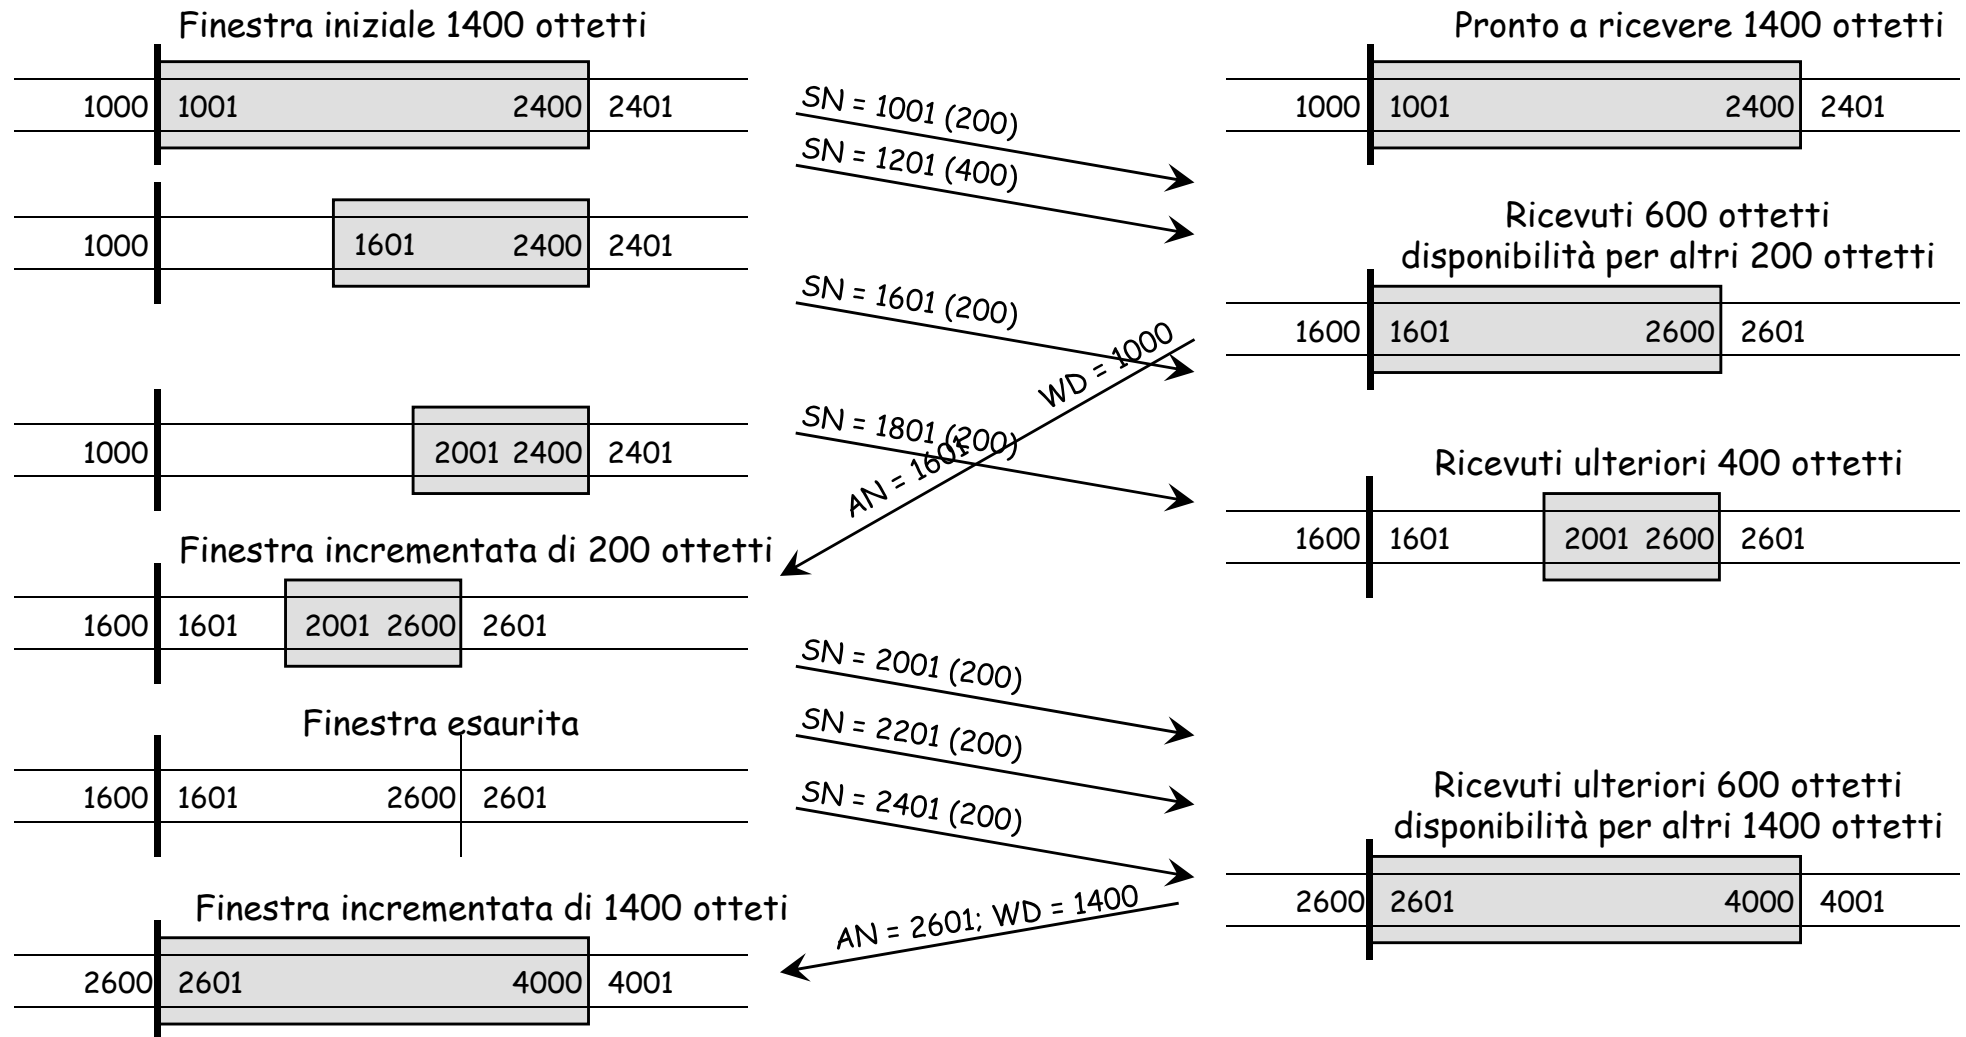 Finestra iniziale 1400 ottetti
1000 1001 2400 2401
1000 1601 2400 2401
1000 2001 2400 2401
Finestra incrementata di 200 ottetti
1600 1601 2001 2600 2601
Finestra esaurita
1600 1601 2600 2601
Finestra incrementata di 1400 otteti
2600 2601 4000 4001
SN = 1001 (200)
SN = 1201 (400)
SN = 1601 (200)
WD = 1000
SN = 1801 (200)
AN = 1601
SN = 2001 (200)
SN = 2201 (200)
SN = 2401 (200)
AN = 2601; WD = 1400
Pronto a ricevere 1400 ottetti
1000 1001 2400 2401
Ricevuti 600 ottetti
disponibilità per altri 200 ottetti
1600 1601 2600 2601
Ricevuti ulteriori 400 ottetti
1600 1601 2001 2600 2601
Ricevuti ulteriori 600 ottetti
disponibilità per altri 1400 ottetti
2600 2601 4000 4001